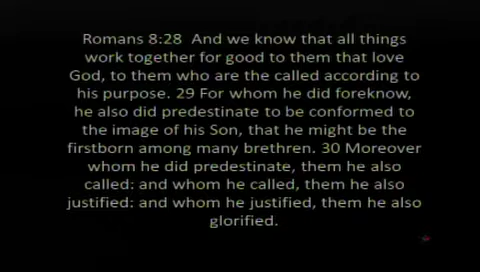 Romans 8:28  And we know that all things
work together for good to them that love
God, to them who are the called according to
his purpose. 29 For whom he did foreknow,
he also did predestinate to be conformed to
the image of his Son, that he might be the
firstborn among many brethren. 30 Moreover
whom he did predestinate, them he also
called: and whom he called, them he also
justified: and whom he justified, them he also
glorified.